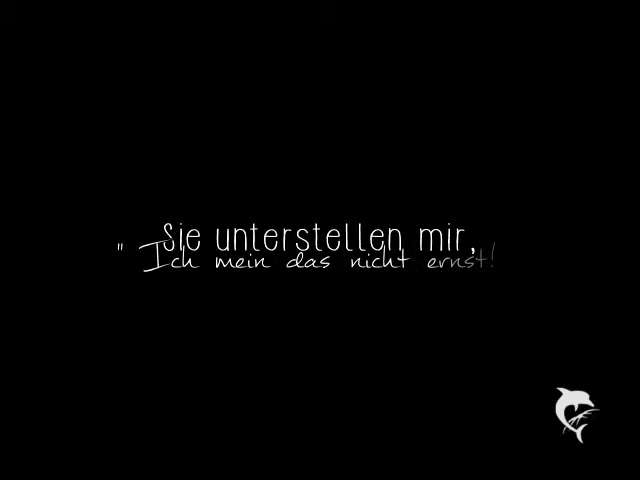 Sie unterstellen mir,
" Ich mein das nicht ernst!